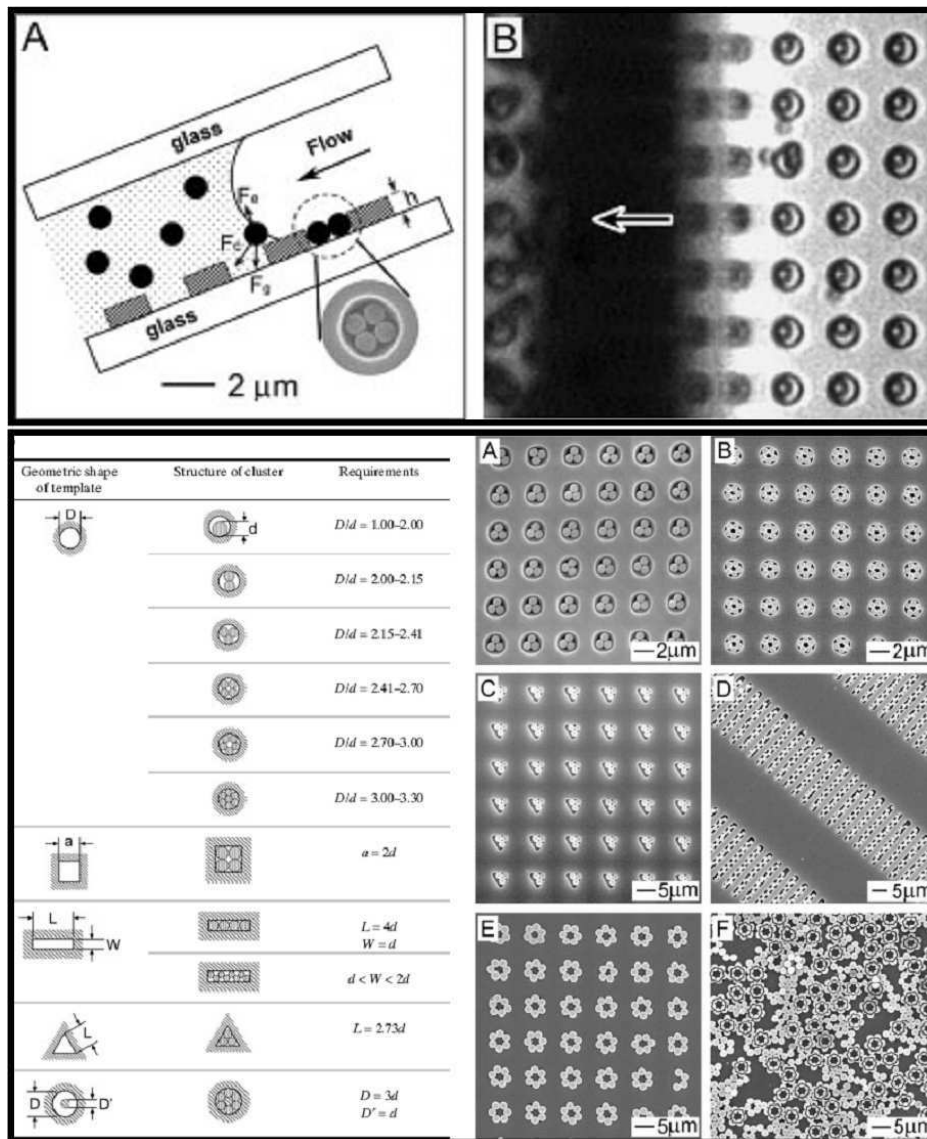 A
glass
Flow
Fe
h
Fc
Fg
glass
2 μm
B
Geometric shape of template
Structure of cluster
Requirements
D
d
D/d = 1.00–2.00
D/d = 2.00–2.15
D/d = 2.15–2.41
D/d = 2.41–2.70
D/d = 2.70–3.00
D/d = 3.00–3.30
a
a = 2d
L
W
L = 4d
W = d
d < W < 2d
L
L = 2.73d
D
D'
D = 3d
D' = d
A
2μm
B
2μm
C
5μm
D
5μm
E
5μm
F
5μm